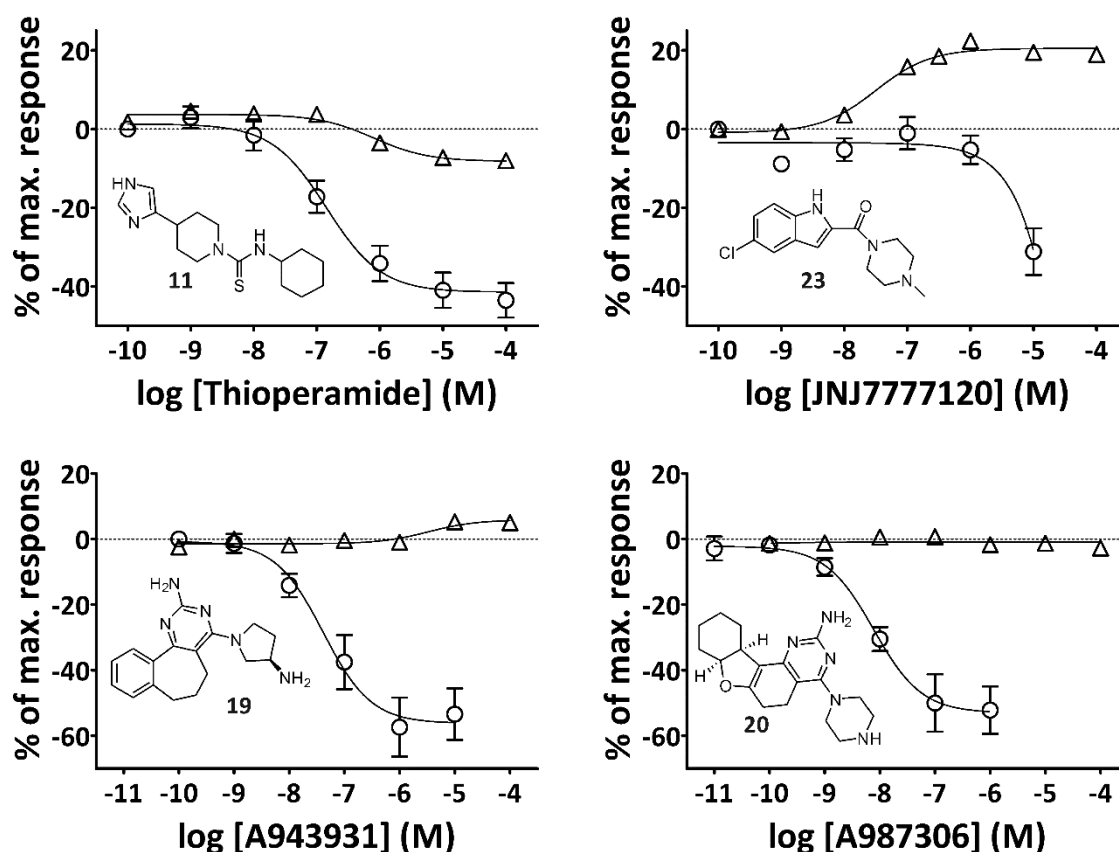 % of max. response
20
0
-20
-40
HN
N
N
H
N
S
11
-10 -9 -8 -7 -6 -5 -4
log [Thioperamide] (M)
% of max. response
20
0
-20
-40
H
N
O
Cl
N
N
23
-10 -9 -8 -7 -6 -5 -4
log [JNJ7777120] (M)
% of max. response
20
0
-20
-40
-60
H2N
N
N
N
NH2
19
-11 -10 -9 -8 -7 -6 -5 -4
log [A943931] (M)
% of max. response
20
0
-20
-40
-60
NH2
H
N
N
H
O
N
NH
20
-11 -10 -9 -8 -7 -6 -5 -4
log [A987306] (M)